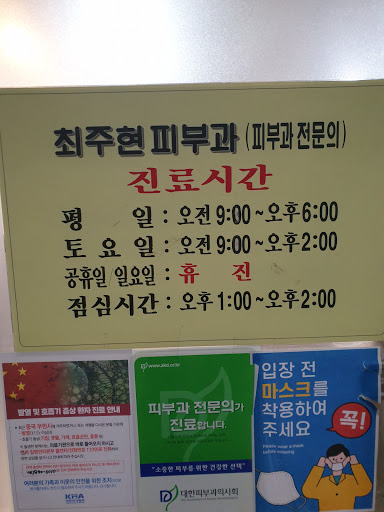 최주현 피부과 (피부과 전문의)
진료시간
평 일 : 오전 9:00 ~ 오후 6:00
토 요 일 : 오전 9:00 ~ 오후 2:00
공휴일 일요일 : 휴 진
점심시간 : 오후 1:00 ~ 오후 2:00
발열 및 호흡기 증상 환자 진료 안내
KHA
피부과 전문의가
진료합니다.
"소중한 피부를 위한 건강한 선택"
대한피부과의사회
입장 전
마스크를
착용하여
주세요
꼭!